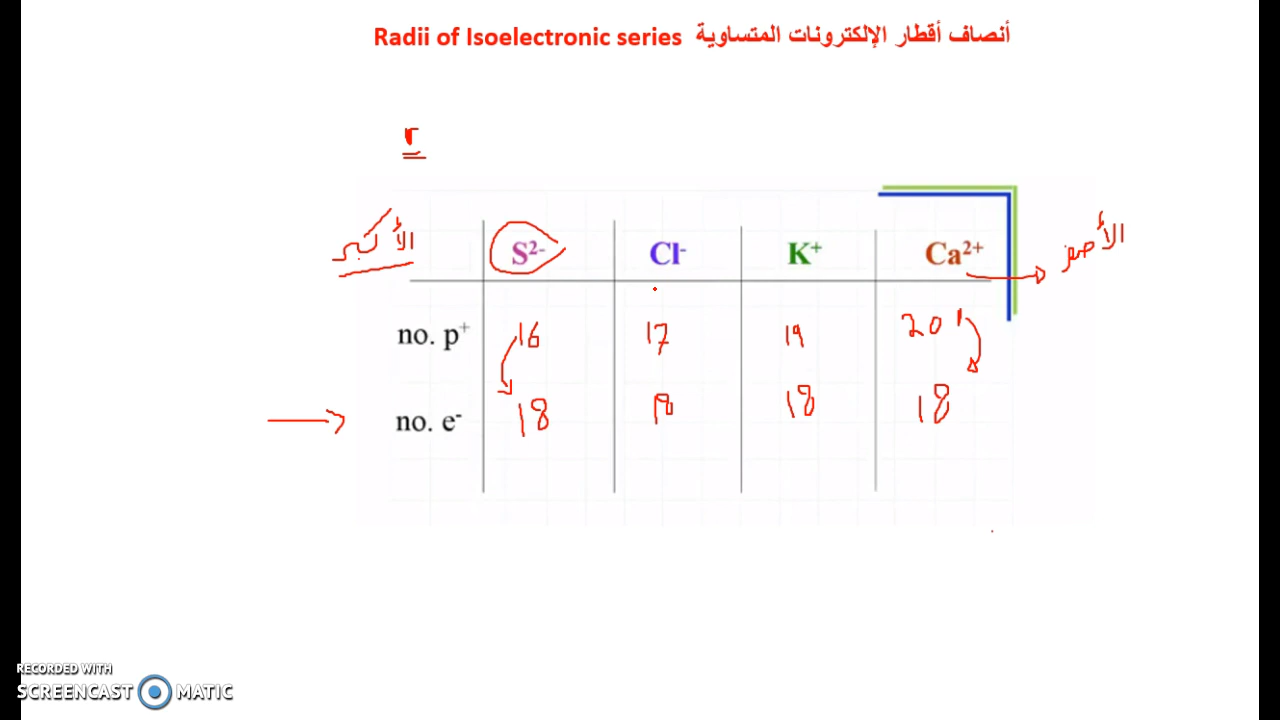 Radii of Isoelectronic series أنصاف أقطار الإلكترونات المتساوية
r
الأكبر S²⁻ Cl⁻ K⁺ Ca²⁺ الأصغر
no. p⁺ 16 17 19 20
no. e⁻ 18 18 18 18
RECORDED WITH
SCREENCAST MATIC